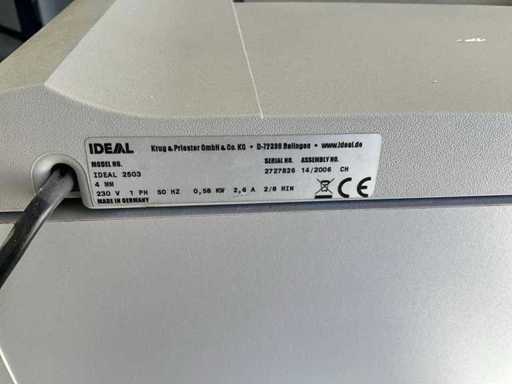 IDEAL Krug & Priester GmbH & Co. KG • D-72336 Balingen • www.ideal.de
MODEL NO. SERIAL NO. ASSEMBLY NO.
IDEAL 2503 2727826 14/2006 CH
4 MM
230 V 1 PH 50 HZ 0,58 KW 2,6 A 2/8 MIN
MADE IN GERMANY CE